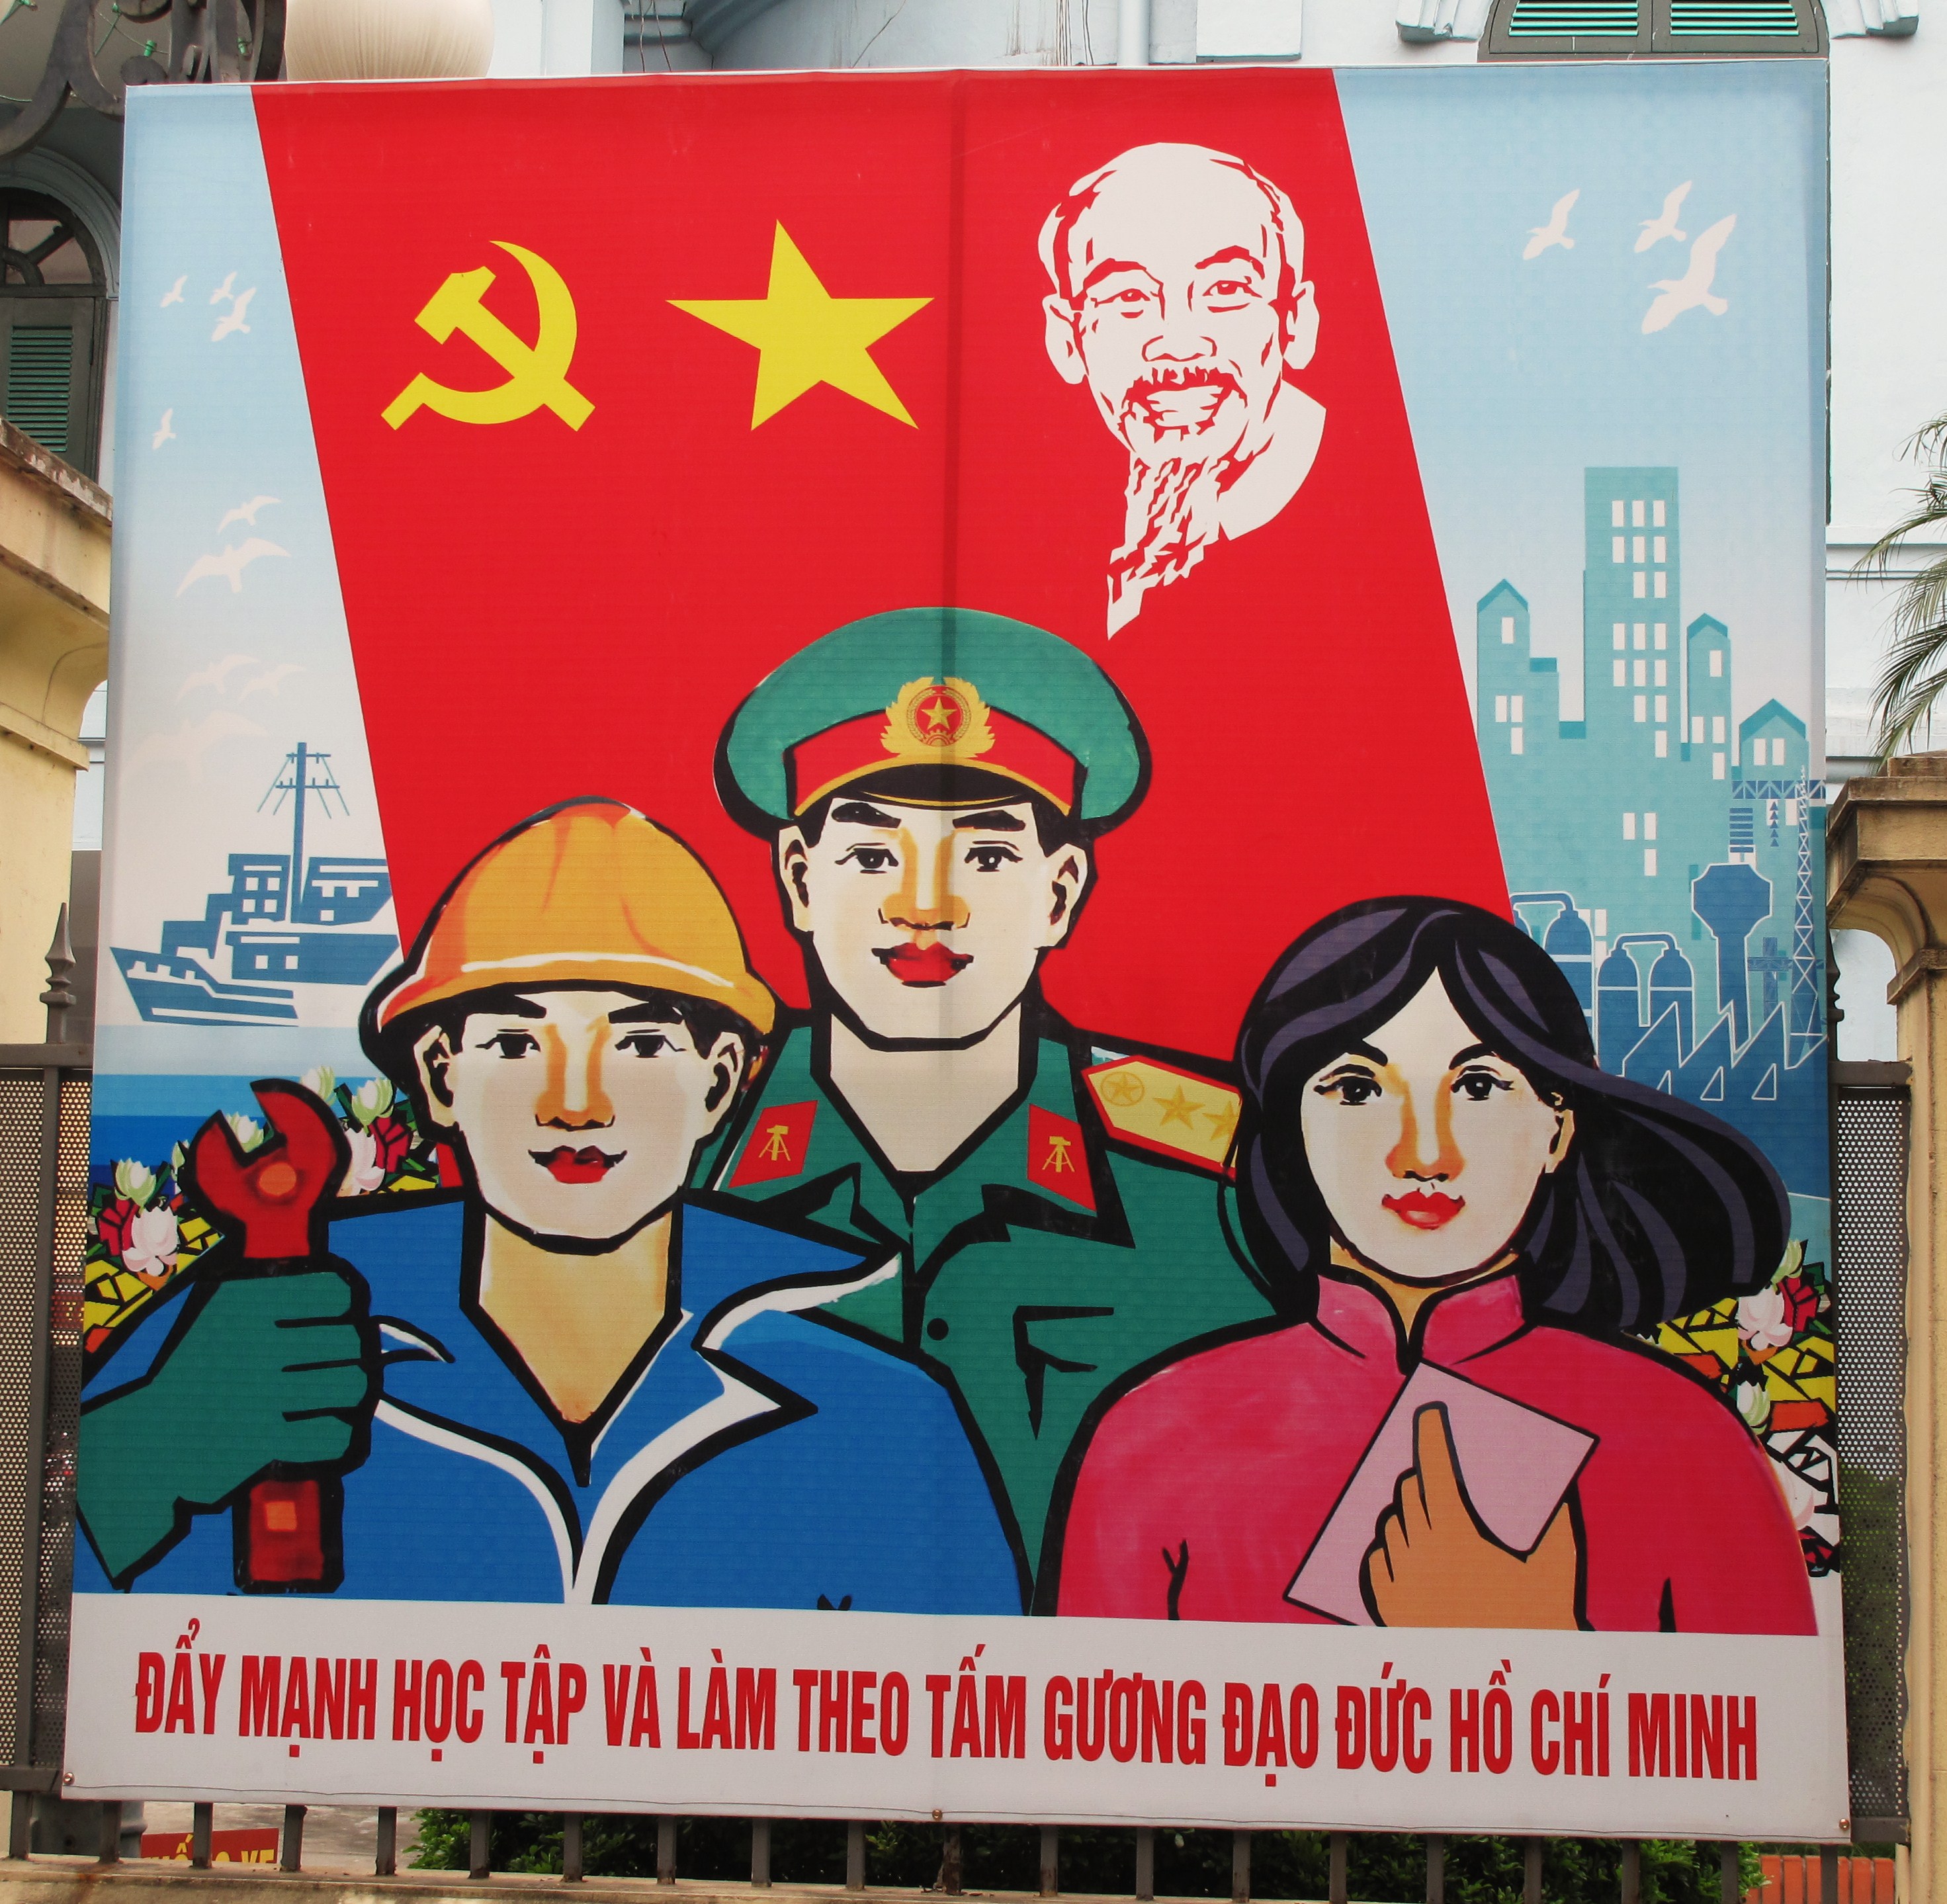 ĐẨY MẠNH HỌC TẬP VÀ LÀM THEO TẤM GƯƠNG ĐẠO ĐỨC HỒ CHÍ MINH